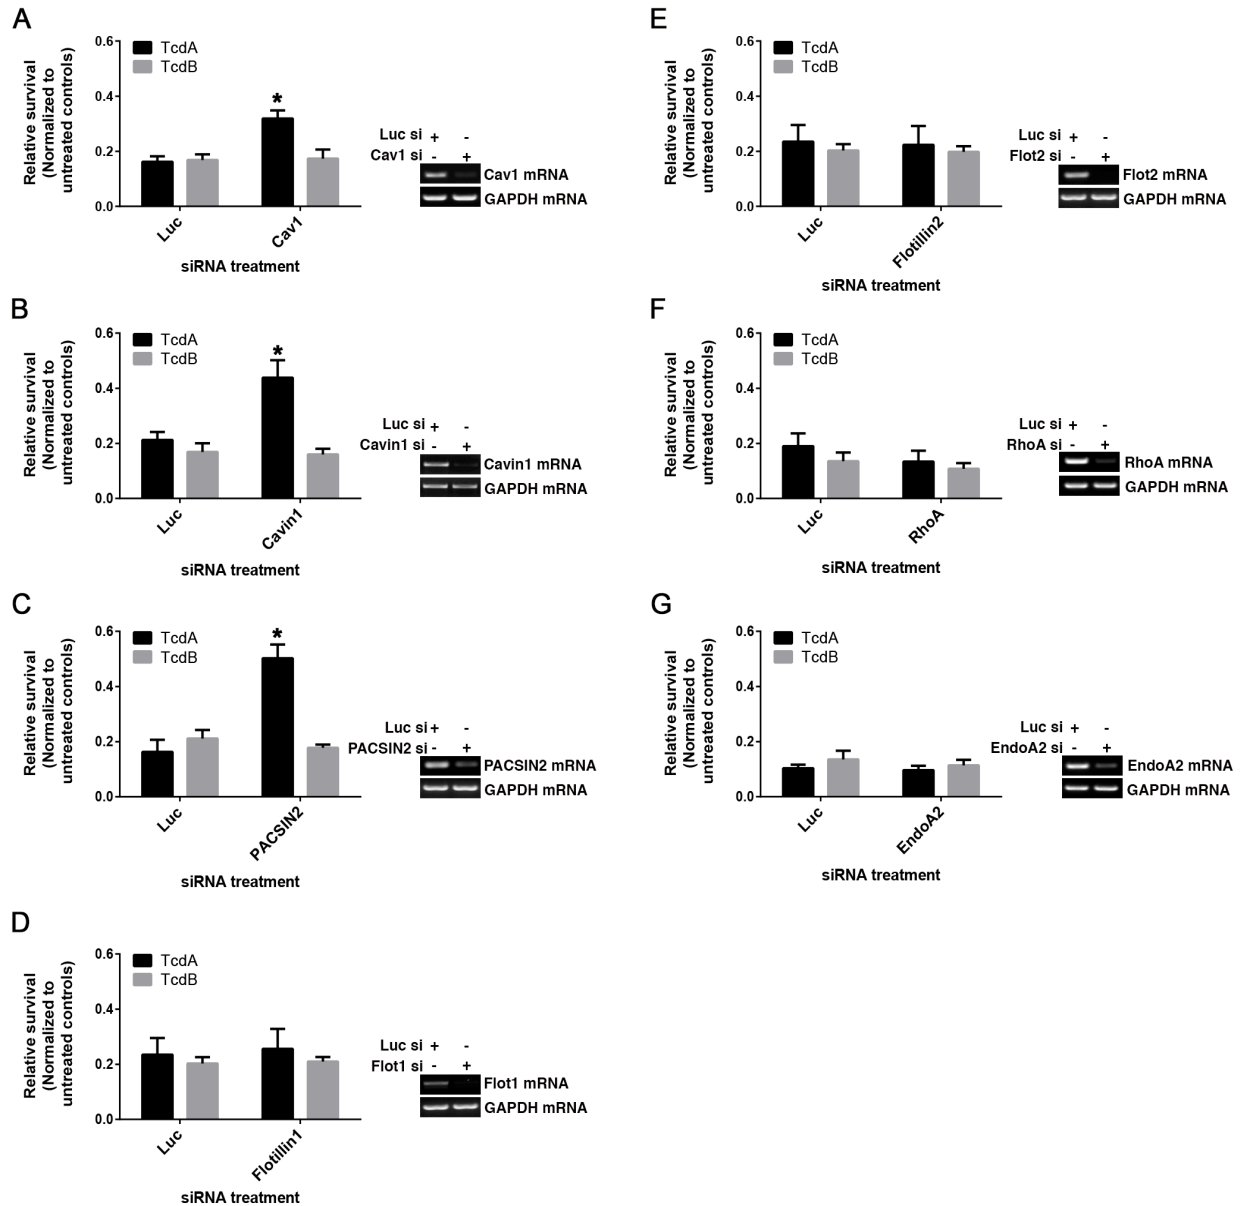 A
Relative survival
(Normalized to
untreated controls)
0.6
0.4
0.2
0.0
TcdA
TcdB
*
Luc
Cav1
siRNA treatment
Luc si + -
Cav1 si - +
Cav1 mRNA
GAPDH mRNA
B
Relative survival
(Normalized to
untreated controls)
0.6
0.4
0.2
0.0
TcdA
TcdB
*
Luc
Cavin1
siRNA treatment
Luc si + -
Cavin1 si - +
Cavin1 mRNA
GAPDH mRNA
C
Relative survival
(Normalized to
untreated controls)
0.6
0.4
0.2
0.0
TcdA
TcdB
*
Luc
PACSIN2
siRNA treatment
Luc si + -
PACSIN2 si - +
PACSIN2 mRNA
GAPDH mRNA
D
Relative survival
(Normalized to
untreated controls)
0.6
0.4
0.2
0.0
TcdA
TcdB
Luc
Flotillin1
siRNA treatment
Luc si + -
Flot1 si - +
Flot1 mRNA
GAPDH mRNA
E
Relative survival
(Normalized to
untreated controls)
0.6
0.4
0.2
0.0
TcdA
TcdB
Luc
Flotillin2
siRNA treatment
Luc si + -
Flot2 si - +
Flot2 mRNA
GAPDH mRNA
F
Relative survival
(Normalized to
untreated controls)
0.6
0.4
0.2
0.0
TcdA
TcdB
Luc
RhoA
siRNA treatment
Luc si + -
RhoA si - +
RhoA mRNA
GAPDH mRNA
G
Relative survival
(Normalized to
untreated controls)
0.6
0.4
0.2
0.0
TcdA
TcdB
Luc
EndoA2
siRNA treatment
Luc si + -
EndoA2 si - +
EndoA2 mRNA
GAPDH mRNA